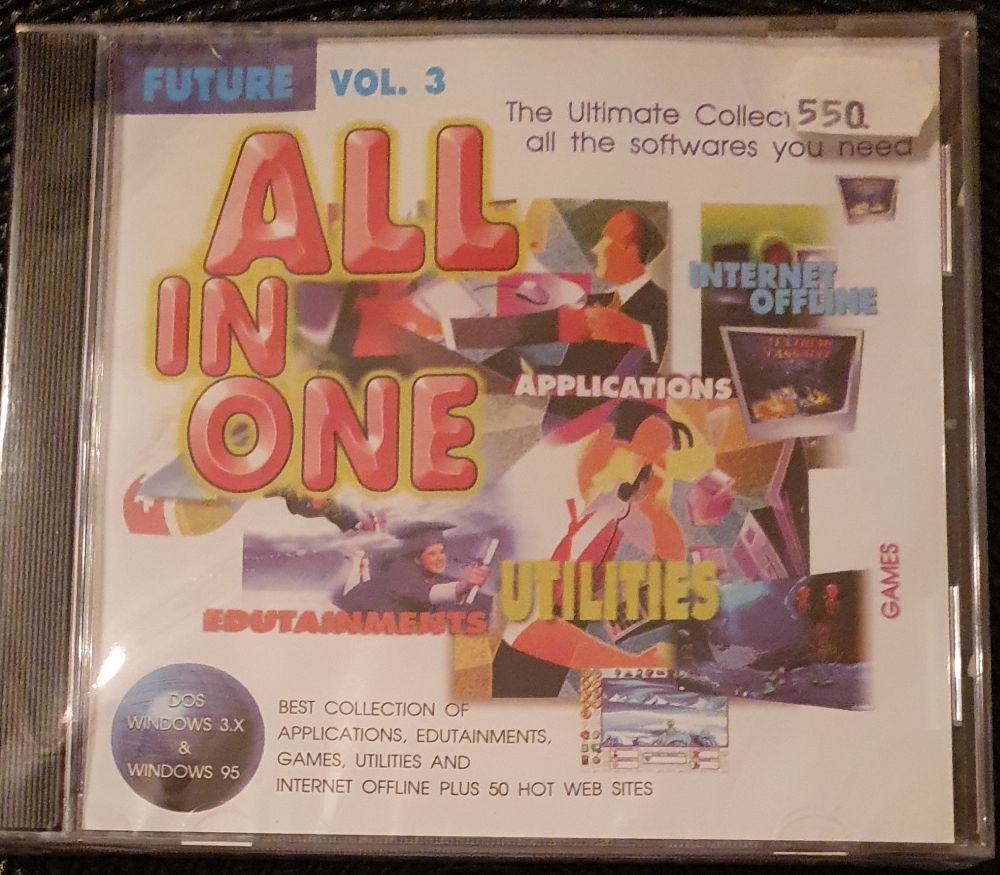 FUTURE VOL. 3
The Ultimate Collec
550.
all the softwares you need
ALL
IN
ONE
INTERNET
OFFLINE
APPLICATIONS
GAMES
UTILITIES
EDUTAINMENTS
DOS
WINDOWS 3.X
&
WINDOWS 95
BEST COLLECTION OF
APPLICATIONS, EDUTAINMENTS,
GAMES, UTILITIES AND
INTERNET OFFLINE PLUS 50 HOT WEB SITES